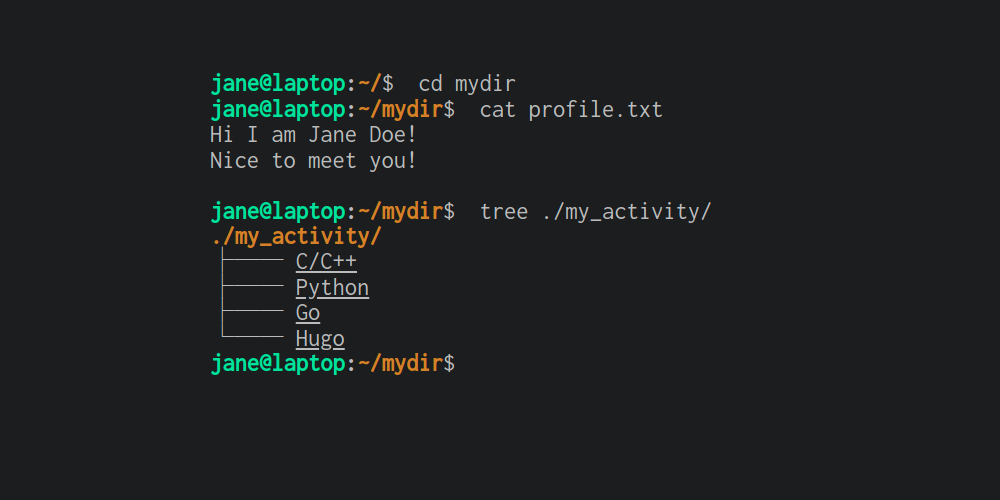 jane@laptop:~/$ cd mydir
jane@laptop:~/mydir$ cat profile.txt
Hi I am Jane Doe!
Nice to meet you!
jane@laptop:~/mydir$ tree ./my_activity/
./my_activity/
├── C/C++
├── Python
├── Go
└── Hugo
jane@laptop:~/mydir$